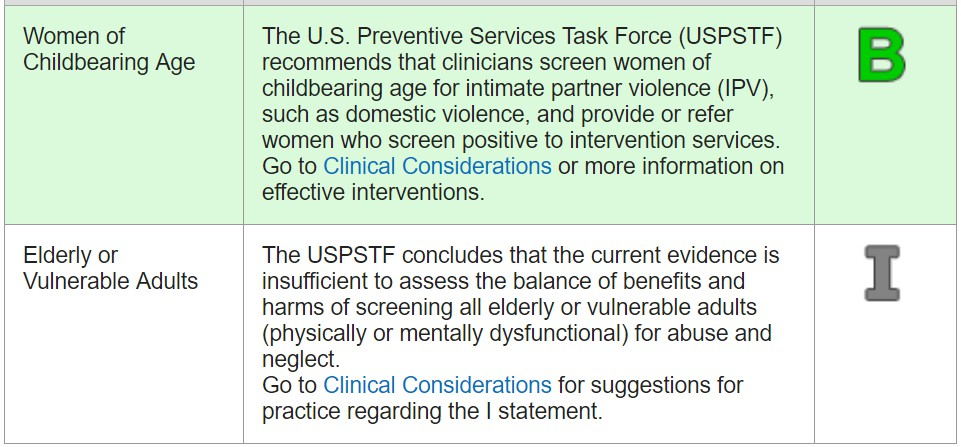 Women of
Childbearing Age
The U.S. Preventive Services Task Force (USPSTF)
recommends that clinicians screen women of
childbearing age for intimate partner violence (IPV),
such as domestic violence, and provide or refer
women who screen positive to intervention services.
Go to Clinical Considerations or more information on
effective interventions.
B
Elderly or
Vulnerable Adults
The USPSTF concludes that the current evidence is
insufficient to assess the balance of benefits and
harms of screening all elderly or vulnerable adults
(physically or mentally dysfunctional) for abuse and
neglect.
Go to Clinical Considerations for suggestions for
practice regarding the I statement.
I